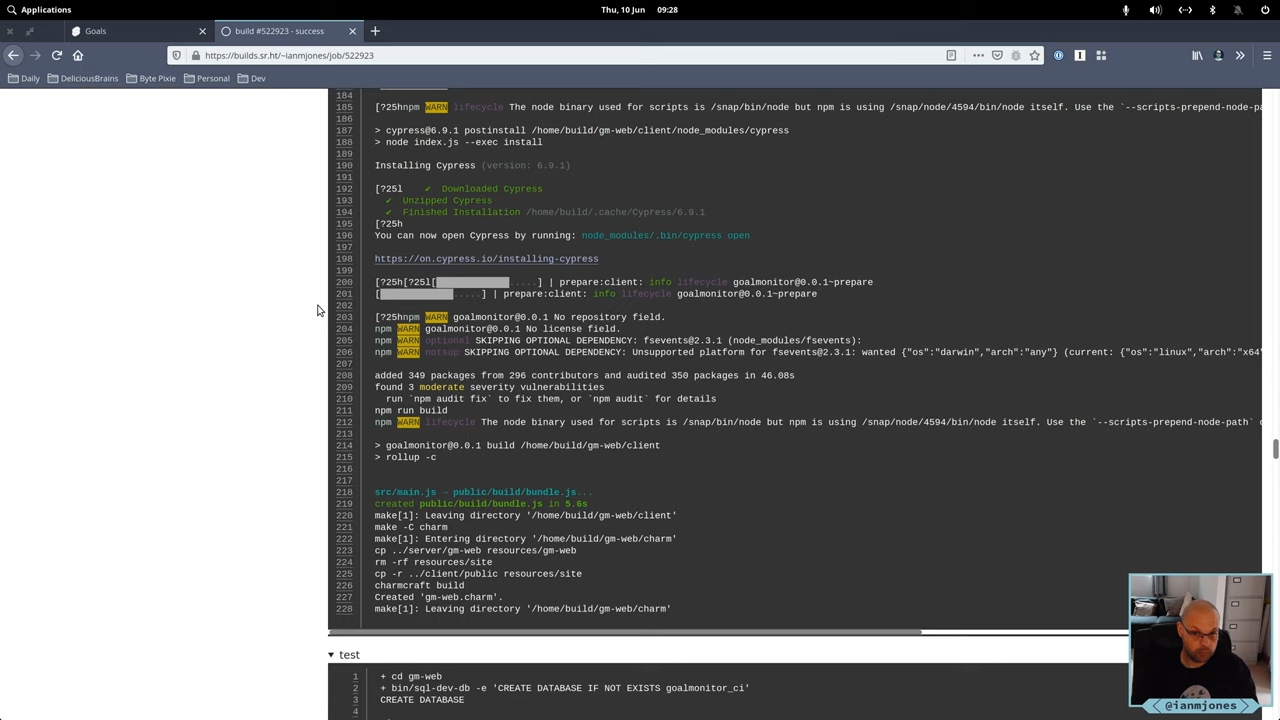 Applications
Thu, 10 Jun 09:28
Goals
build #522923 - success
https://builds.sr.ht/~ianmjones/job/522923
Daily
DeliciousBrains
Byte Pixie
Personal
Dev
184
185 [?25hnpm WARN lifecycle The node binary used for scripts is /snap/bin/node but npm is using /snap/node/4594/bin/node itself. Use the `--scripts-prepend-node-pa
186
187 > cypress@6.9.1 postinstall /home/build/gm-web/client/node_modules/cypress
188 > node index.js --exec install
189
190 Installing Cypress (version: 6.9.1)
191
192 [?25l ✔ Downloaded Cypress
193 ✔ Unzipped Cypress
194 ✔ Finished Installation /home/build/.cache/Cypress/6.9.1
195 [?25h
196 You can now open Cypress by running: node_modules/.bin/cypress open
197
198 https://on.cypress.io/installing-cypress
199
200 [?25h[?25l[ .....] | prepare:client: info lifecycle goalmonitor@0.0.1~prepare
201 [ .....] | prepare:client: info lifecycle goalmonitor@0.0.1~prepare
202
203 [?25hnpm WARN goalmonitor@0.0.1 No repository field.
204 npm WARN goalmonitor@0.0.1 No license field.
205 npm WARN optional SKIPPING OPTIONAL DEPENDENCY: fsevents@2.3.1 (node_modules/fsevents):
206 npm WARN notsup SKIPPING OPTIONAL DEPENDENCY: Unsupported platform for fsevents@2.3.1: wanted {"os":"darwin","arch":"any"} (current: {"os":"linux","arch":"x64"
207
208 added 349 packages from 296 contributors and audited 350 packages in 46.08s
209 found 3 moderate severity vulnerabilities
210 run `npm audit fix` to fix them, or `npm audit` for details
211 npm run build
212 npm WARN lifecycle The node binary used for scripts is /snap/bin/node but npm is using /snap/node/4594/bin/node itself. Use the `--scripts-prepend-node-path` o
213
214 > goalmonitor@0.0.1 build /home/build/gm-web/client
215 > rollup -c
216
217
218 src/main.js → public/build/bundle.js...
219 created public/build/bundle.js in 5.6s
220 make[1]: Leaving directory '/home/build/gm-web/client'
221 make -C charm
222 make[1]: Entering directory '/home/build/gm-web/charm'
223 cp ../server/gm-web resources/gm-web
224 rm -rf resources/site
225 cp -r ../client/public resources/site
226 charmcraft build
227 Created 'gm-web.charm'.
228 make[1]: Leaving directory '/home/build/gm-web/charm'
test
1 + cd gm-web
2 + bin/sql-dev-db -e 'CREATE DATABASE IF NOT EXISTS goalmonitor_ci'
3 CREATE DATABASE
4
@ianmjones